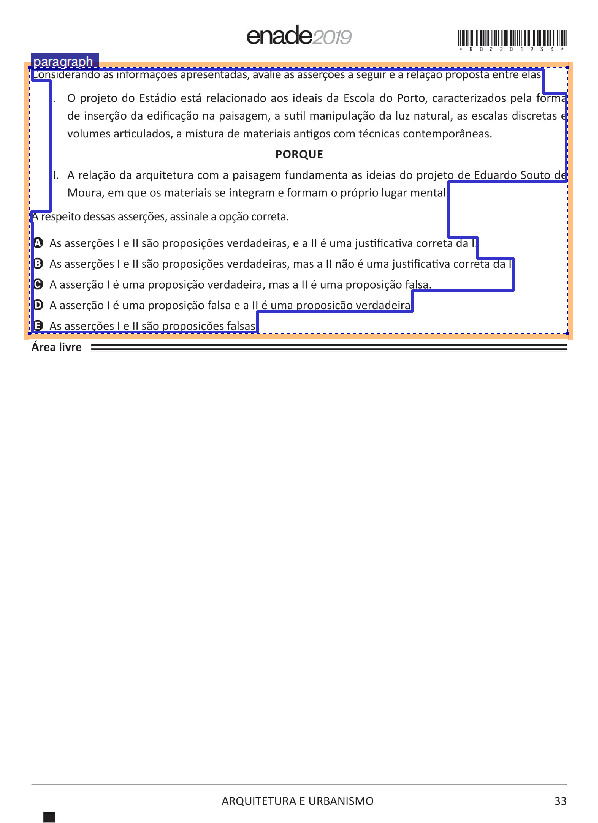 enade2019
paragraph
Considerando as informações apresentadas, avalie as asserções a seguir e a relação proposta entre elas.
I. O projeto do Estádio está relacionado aos ideais da Escola do Porto, caracterizados pela forma
de inserção da edificação na paisagem, a sutil manipulação da luz natural, as escalas discretas e
volumes articulados, a mistura de materiais antigos com técnicas contemporâneas.
PORQUE
II. A relação da arquitetura com a paisagem fundamenta as ideias do projeto de Eduardo Souto de
Moura, em que os materiais se integram e formam o próprio lugar mental.
A respeito dessas asserções, assinale a opção correta.
A As asserções I e II são proposições verdadeiras, e a II é uma justificativa correta da I.
B As asserções I e II são proposições verdadeiras, mas a II não é uma justificativa correta da I.
C A asserção I é uma proposição verdadeira, mas a II é uma proposição falsa.
D A asserção I é uma proposição falsa e a II é uma proposição verdadeira.
E As asserções I e II são proposições falsas.
Área livre
ARQUITETURA E URBANISMO
33